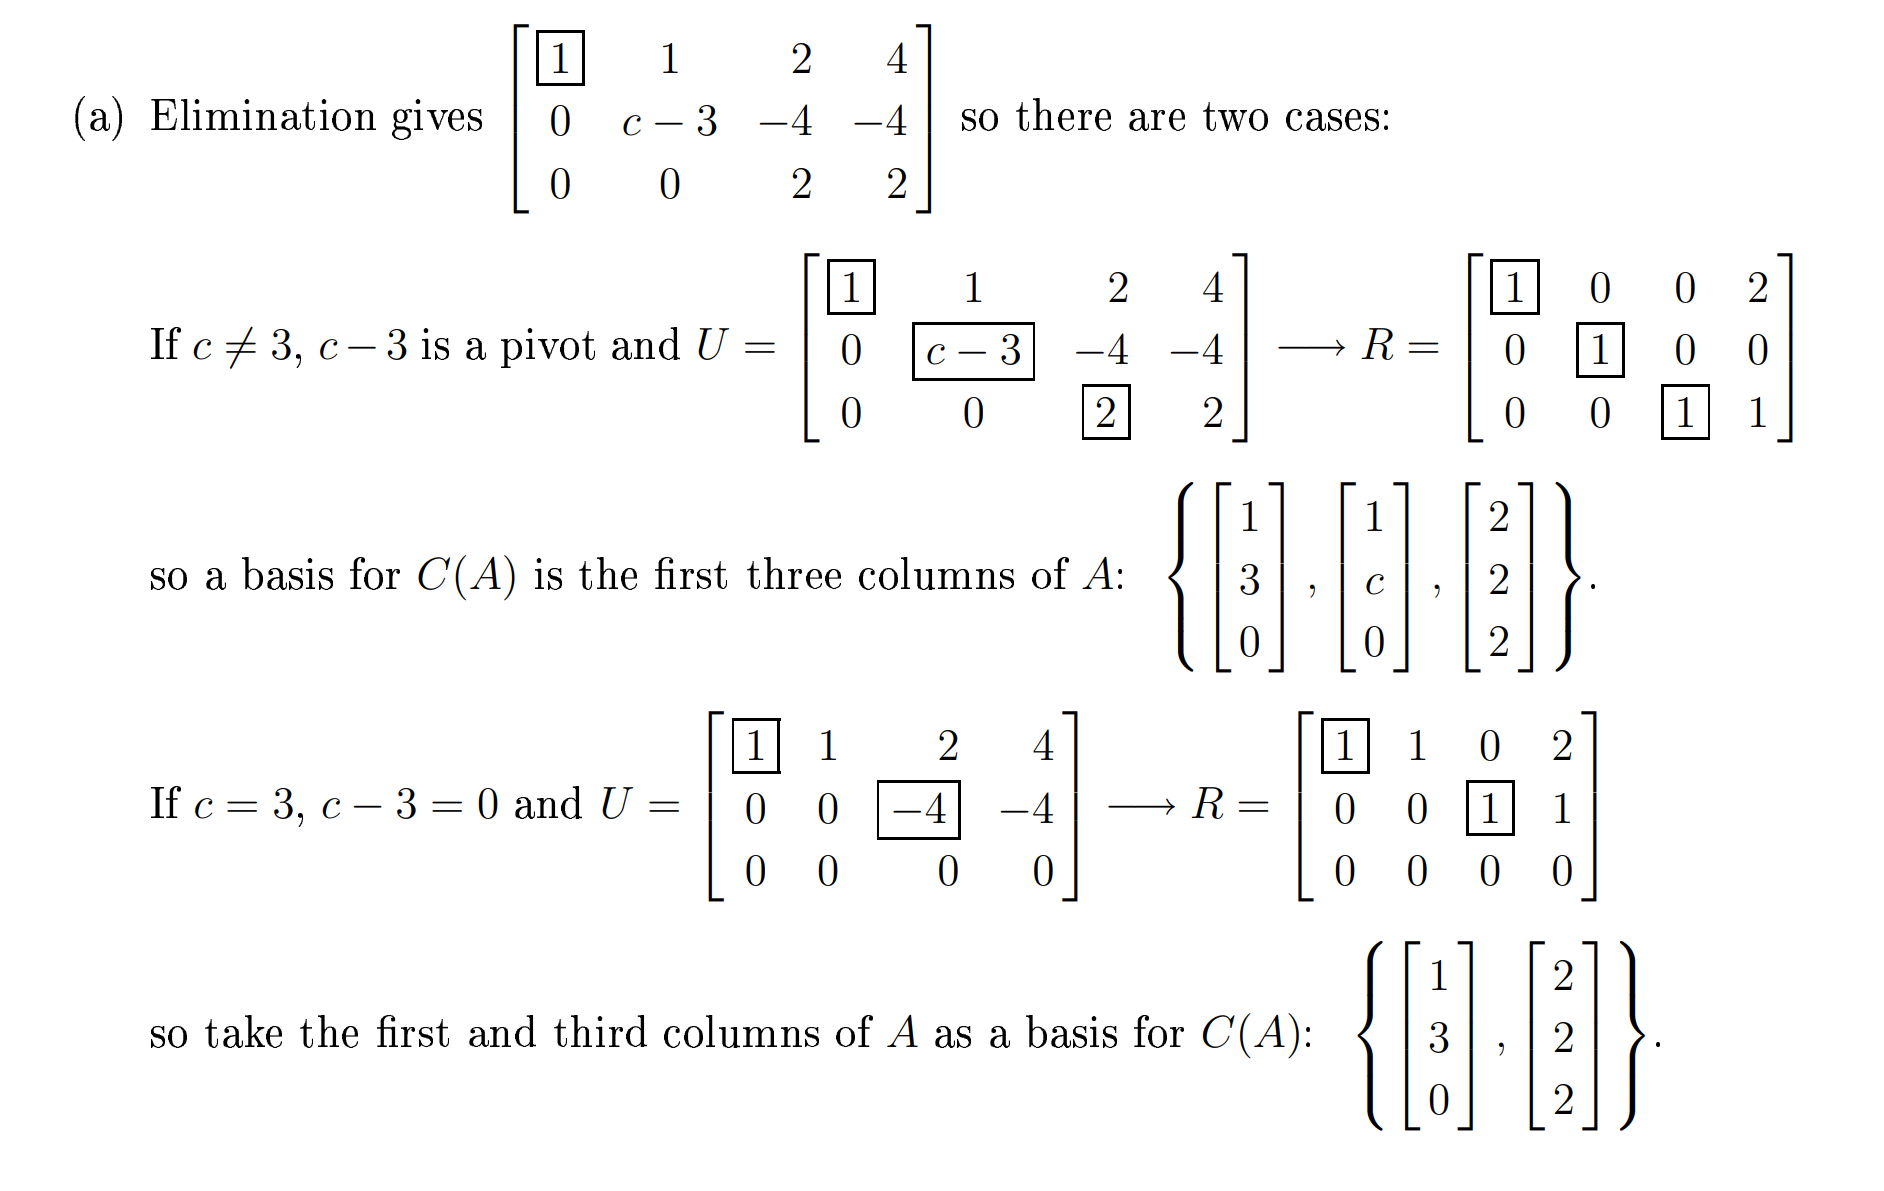 (a) Elimination gives $\begin{bmatrix} \boxed{1} & 1 & 2 & 4 \\ 0 & c-3 & -4 & -4 \\ 0 & 0 & 2 & 2 \end{bmatrix}$ so there are two cases:
If $c \neq 3$, $c-3$ is a pivot and $U = \begin{bmatrix} \boxed{1} & 1 & 2 & 4 \\ 0 & \boxed{c-3} & -4 & -4 \\ 0 & 0 & \boxed{2} & 2 \end{bmatrix} \longrightarrow R = \begin{bmatrix} \boxed{1} & 0 & 0 & 2 \\ 0 & \boxed{1} & 0 & 0 \\ 0 & 0 & \boxed{1} & 1 \end{bmatrix}$
so a basis for $C(A)$ is the first three columns of $A$: $\left\{ \begin{bmatrix} 1 \\ 3 \\ 0 \end{bmatrix}, \begin{bmatrix} 1 \\ c \\ 0 \end{bmatrix}, \begin{bmatrix} 2 \\ 2 \\ 2 \end{bmatrix} \right\}.$
If $c = 3$, $c-3 = 0$ and $U = \begin{bmatrix} \boxed{1} & 1 & 2 & 4 \\ 0 & 0 & \boxed{-4} & -4 \\ 0 & 0 & 0 & 0 \end{bmatrix} \longrightarrow R = \begin{bmatrix} \boxed{1} & 1 & 0 & 2 \\ 0 & 0 & \boxed{1} & 1 \\ 0 & 0 & 0 & 0 \end{bmatrix}$
so take the first and third columns of $A$ as a basis for $C(A)$: $\left\{ \begin{bmatrix} 1 \\ 3 \\ 0 \end{bmatrix}, \begin{bmatrix} 2 \\ 2 \\ 2 \end{bmatrix} \right\}.$